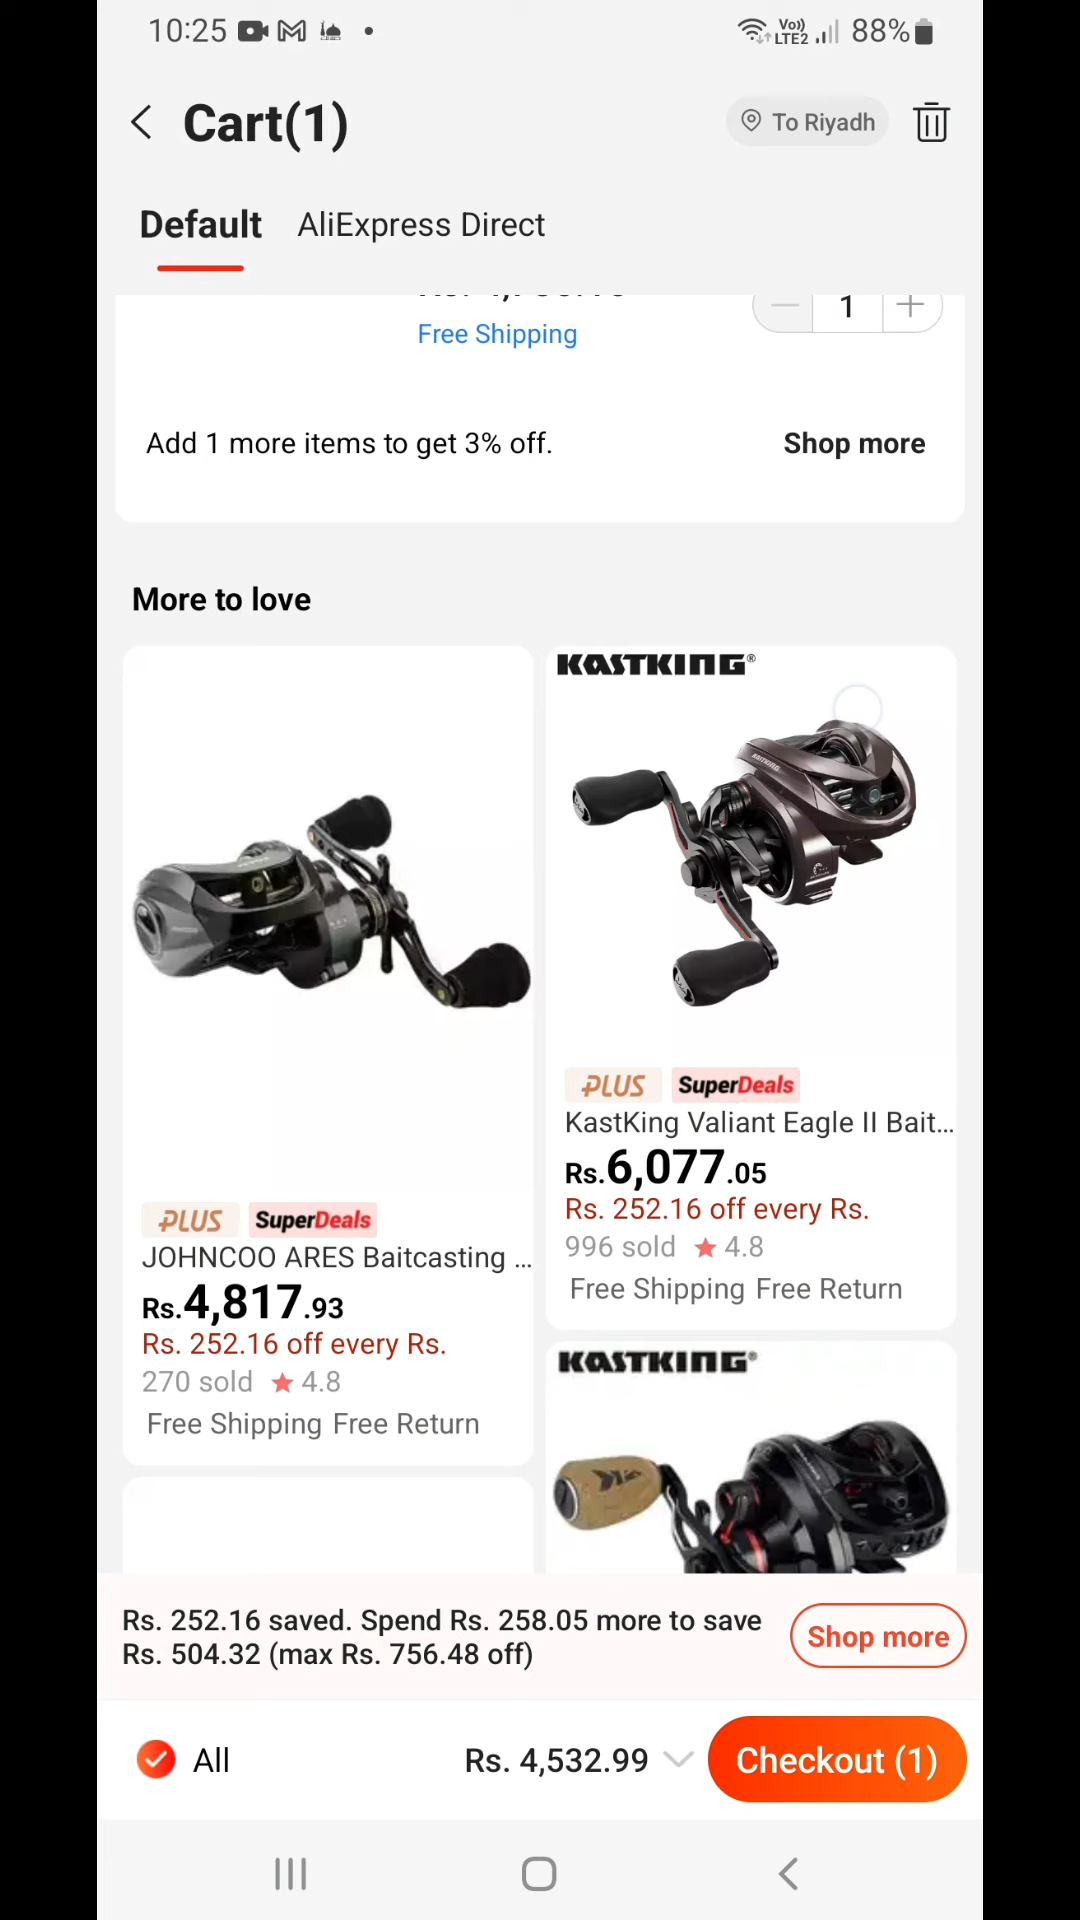 10:25
Vo))
LTE2
88%
Cart(1)
To Riyadh
Default
AliExpress Direct
1
Free Shipping
Add 1 more items to get 3% off.
Shop more
More to love
KASTKING®
PLUS SuperDeals
KastKing Valiant Eagle II Bait...
Rs.6,077.05
Rs. 252.16 off every Rs.
996 sold ★ 4.8
Free Shipping Free Return
PLUS SuperDeals
JOHNCOO ARES Baitcasting ...
Rs.4,817.93
Rs. 252.16 off every Rs.
270 sold ★ 4.8
Free Shipping Free Return
KASTKING®
Rs. 252.16 saved. Spend Rs. 258.05 more to save
Rs. 504.32 (max Rs. 756.48 off)
Shop more
All
Rs. 4,532.99
Checkout (1)